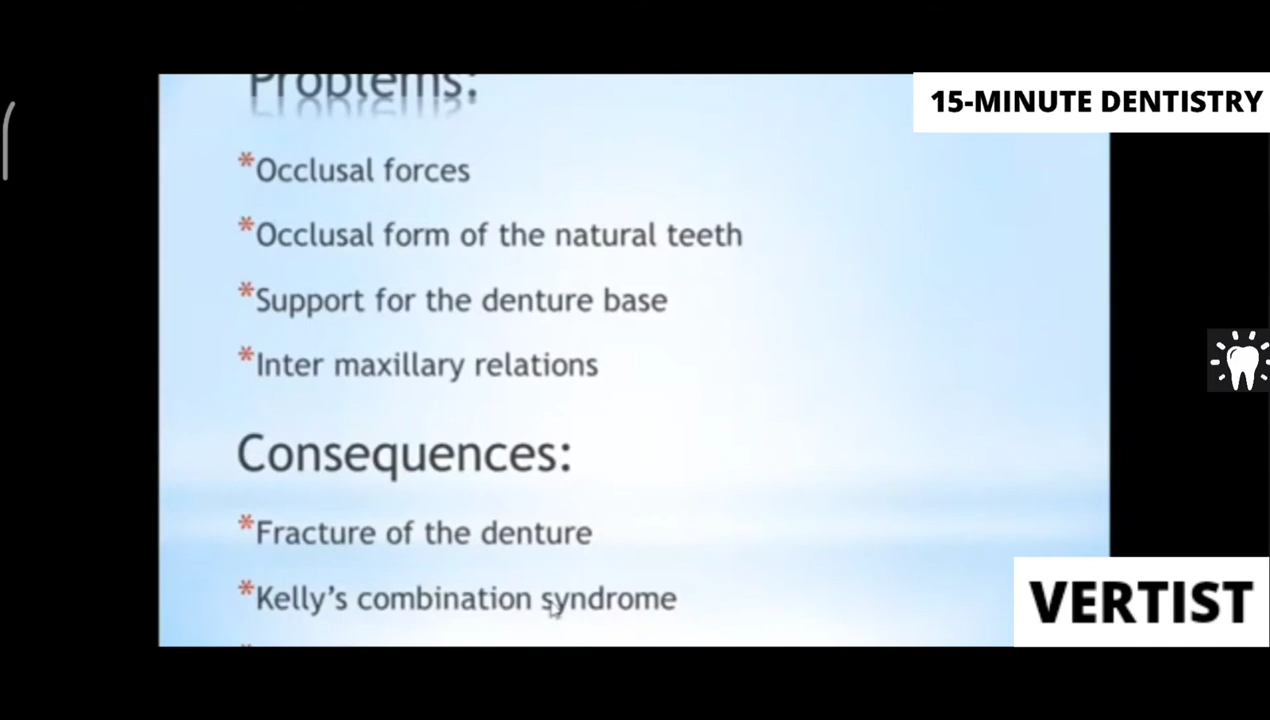 Problems:
15-MINUTE DENTISTRY
*Occlusal forces
*Occlusal form of the natural teeth
*Support for the denture base
*Inter maxillary relations
Consequences:
*Fracture of the denture
*Kelly's combination syndrome
VERTIST